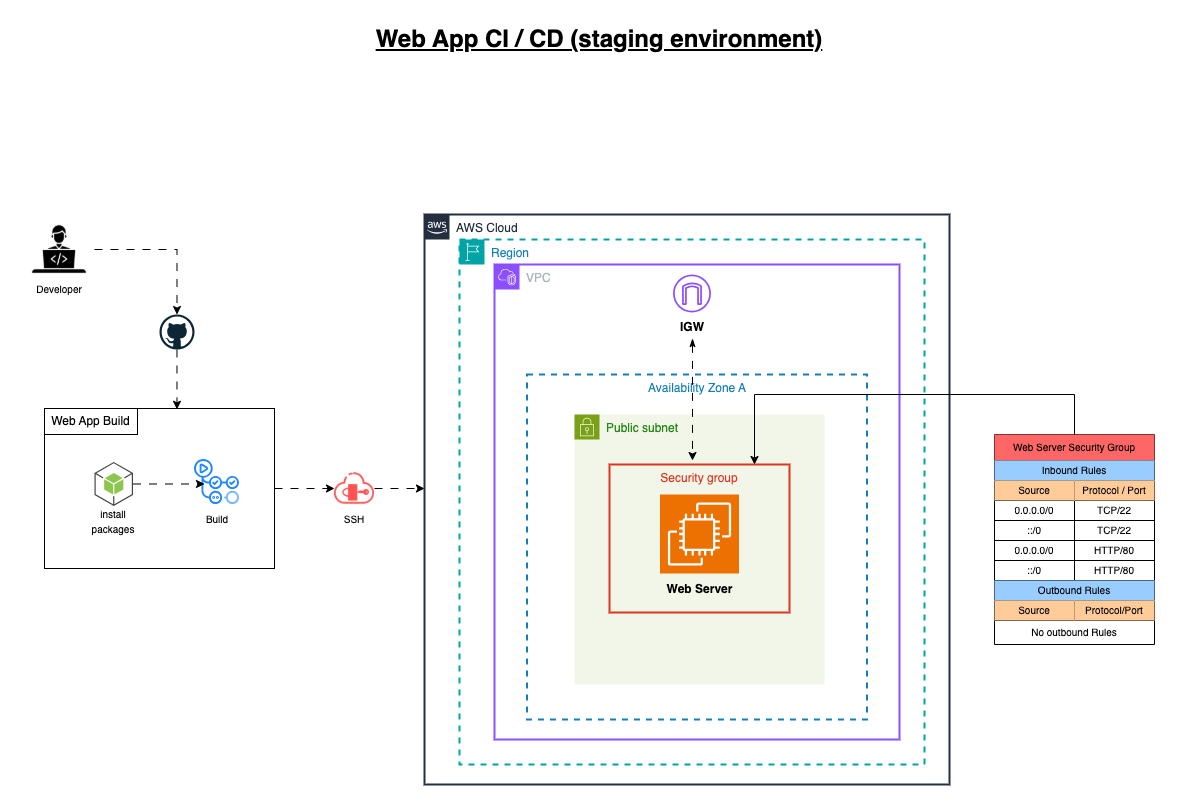 Web App CI / CD (staging environment)
aws
AWS Cloud
Region
VPC
Developer
</>
IGW
Availability Zone A
Web App Build
Public subnet
Web Server Security Group
Inbound Rules
Source Protocol / Port
0.0.0.0/0 TCP/22
::/0 TCP/22
0.0.0.0/0 HTTP/80
::/0 HTTP/80
Outbound Rules
Source Protocol/Port
No outbound Rules
Security group
install
packages
Build
SSH
Web Server